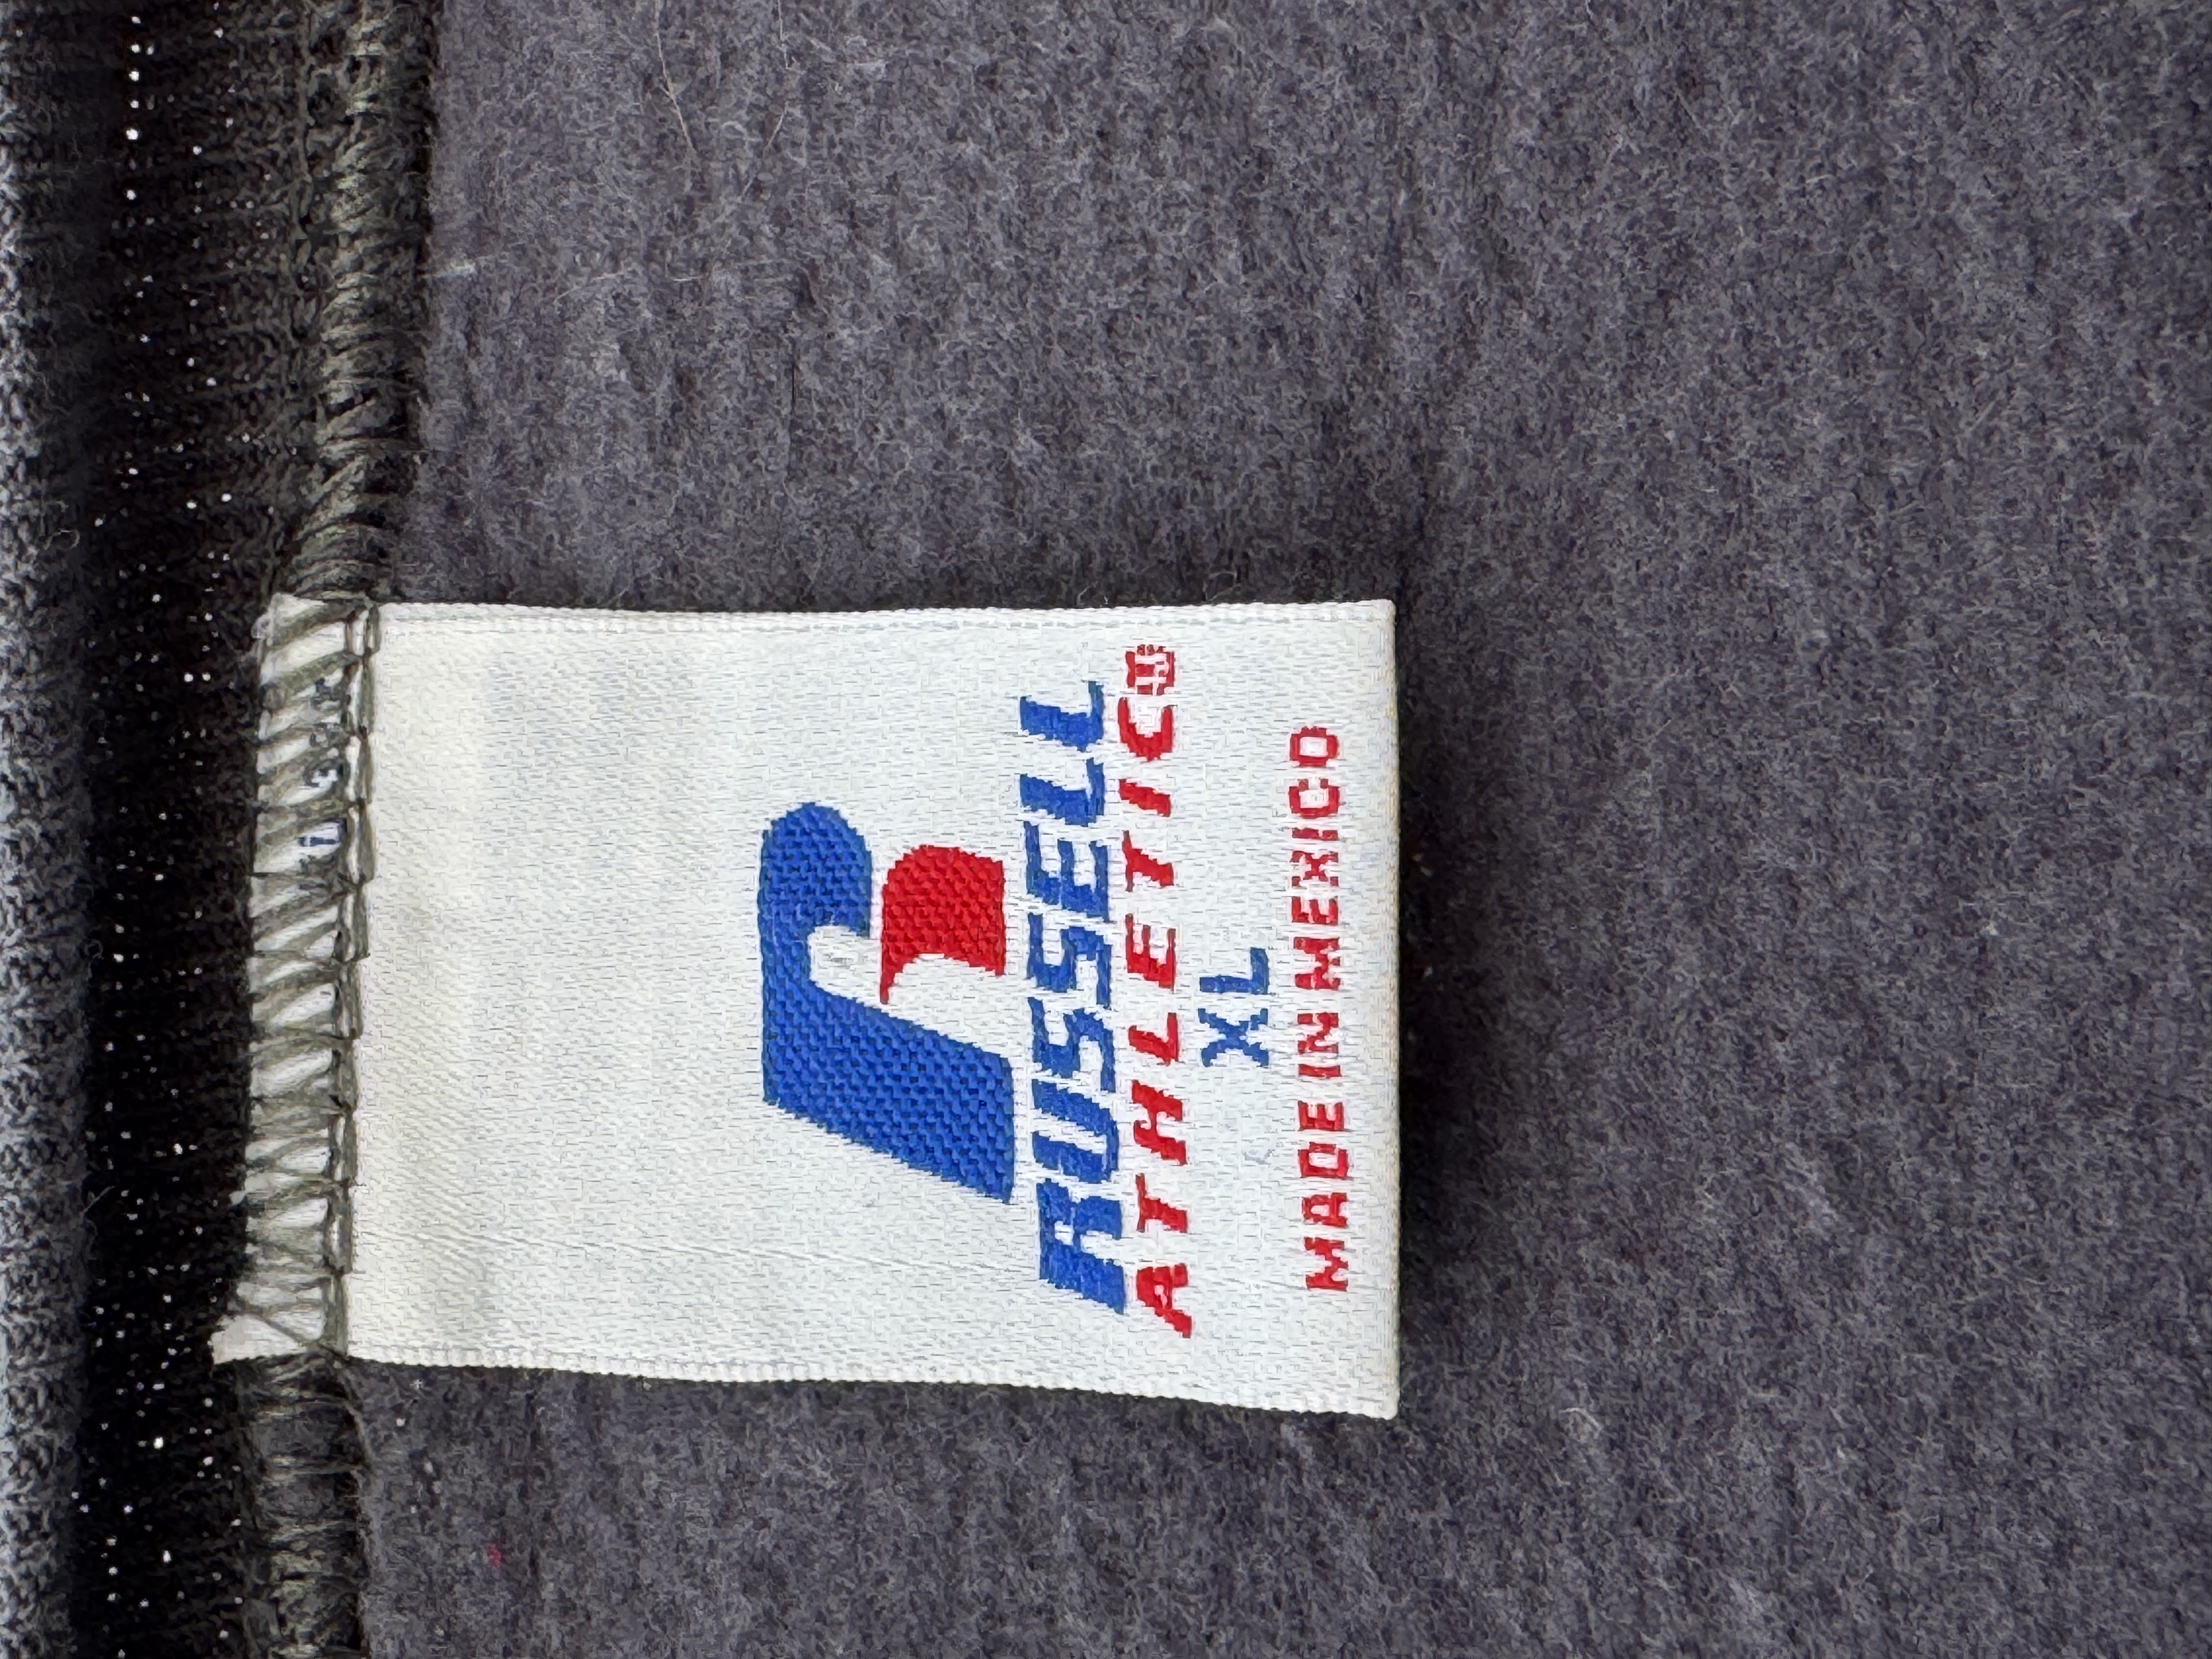 RUSSELL
ATHLETIC®
XL
MADE IN MEXICO